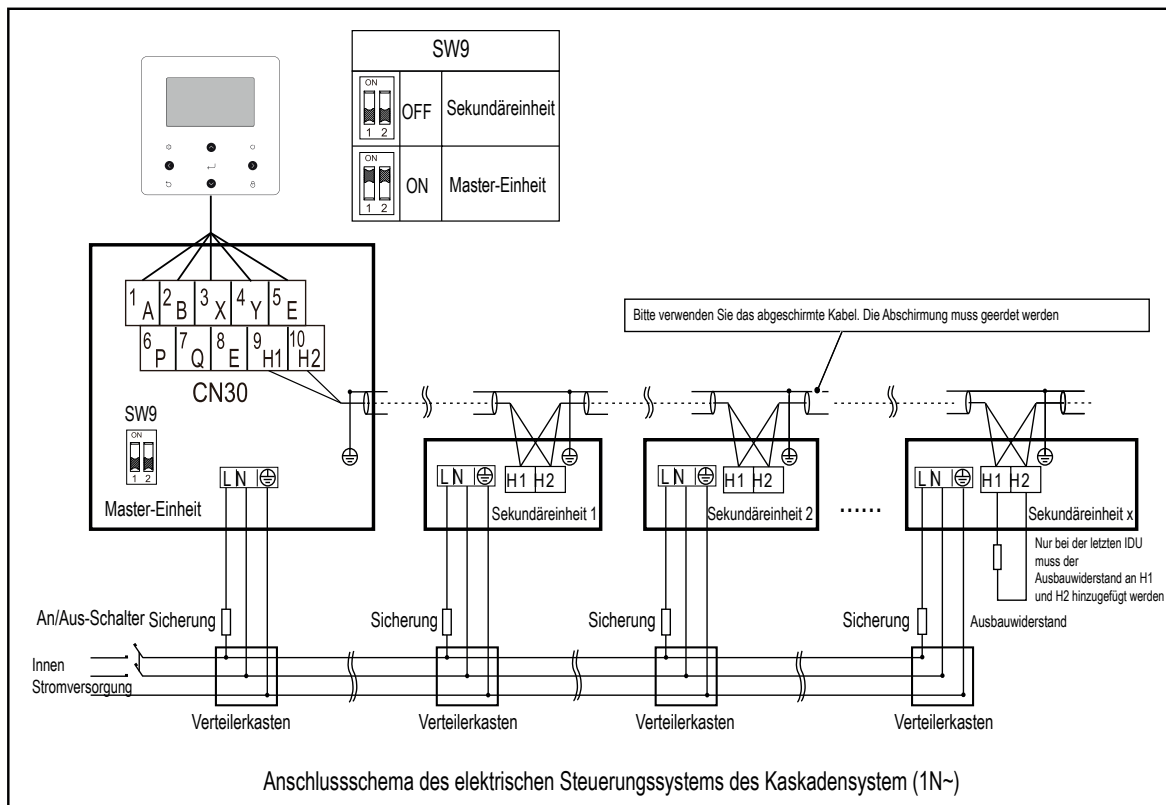 SW9
ON
1 2
OFF
Sekundäreinheit
ON
1 2
ON
Master-Einheit
1 A 2 B 3 X 4 Y 5 E
6 P 7 Q 8 E 9 H1 10 H2
CN30
SW9
ON
1 2
Master-Einheit
L N
Bitte verwenden Sie das abgeschirmte Kabel. Die Abschirmung muss geerdet werden
L N
H1 H2
Sekundäreinheit 1
L N
H1 H2
Sekundäreinheit 2
......
L N
H1 H2
Sekundäreinheit x
Nur bei der letzten IDU
muss der
Ausbauwiderstand an H1
und H2 hinzugefügt werden
An/Aus-Schalter
Sicherung
Sicherung
Sicherung
Sicherung
Ausbauwiderstand
Innen
Stromversorgung
Verteilerkasten
Verteilerkasten
Verteilerkasten
Verteilerkasten
Anschlussschema des elektrischen Steuerungssystems des Kaskadensystem (1N~)